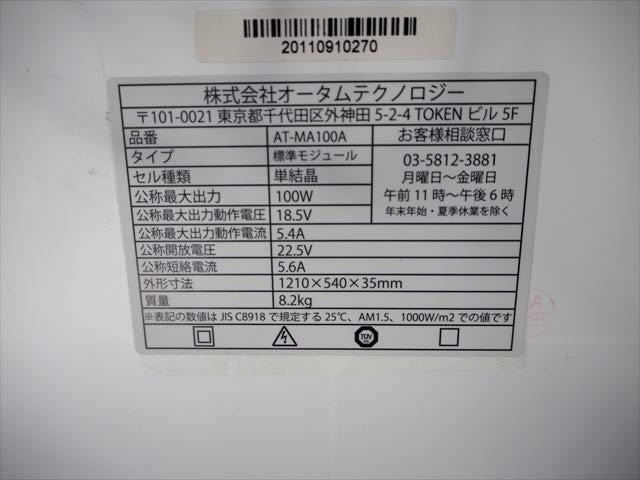 20110910270
株式会社オータムテクノロジー
〒101-0021 東京都千代田区外神田 5-2-4 TOKEN ビル 5F
品番 AT-MA100A お客様相談窓口
タイプ 標準モジュール 03-5812-3881
セル種類 単結晶 月曜日〜金曜日
公称最大出力 100W 午前 11 時〜午後 6 時
公称最大出力動作電圧 18.5V 年末年始・夏季休業を除く
公称最大出力動作電流 5.4A
公称開放電圧 22.5V
公称短絡電流 5.6A
外形寸法 1210×540×35mm
質量 8.2kg
※表記の数値は JIS C8918 で規定する 25℃、AM1.5、1000W/m2 での値です
TÜV